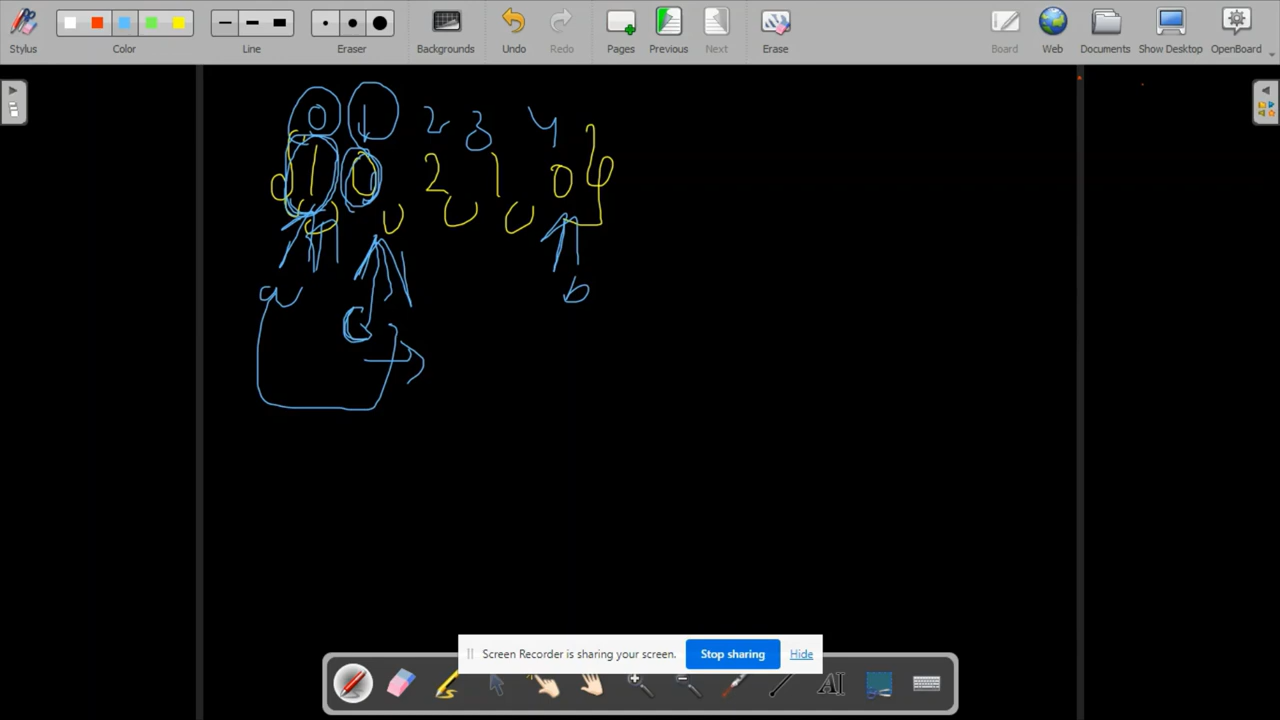 Stylus Color Line Eraser Backgrounds Undo Redo Pages Previous Next Erase Board Web Documents Show Desktop OpenBoard
0 1 2 3 4
1 0 2 1 0
a b
c
Screen Recorder is sharing your screen. Stop sharing Hide